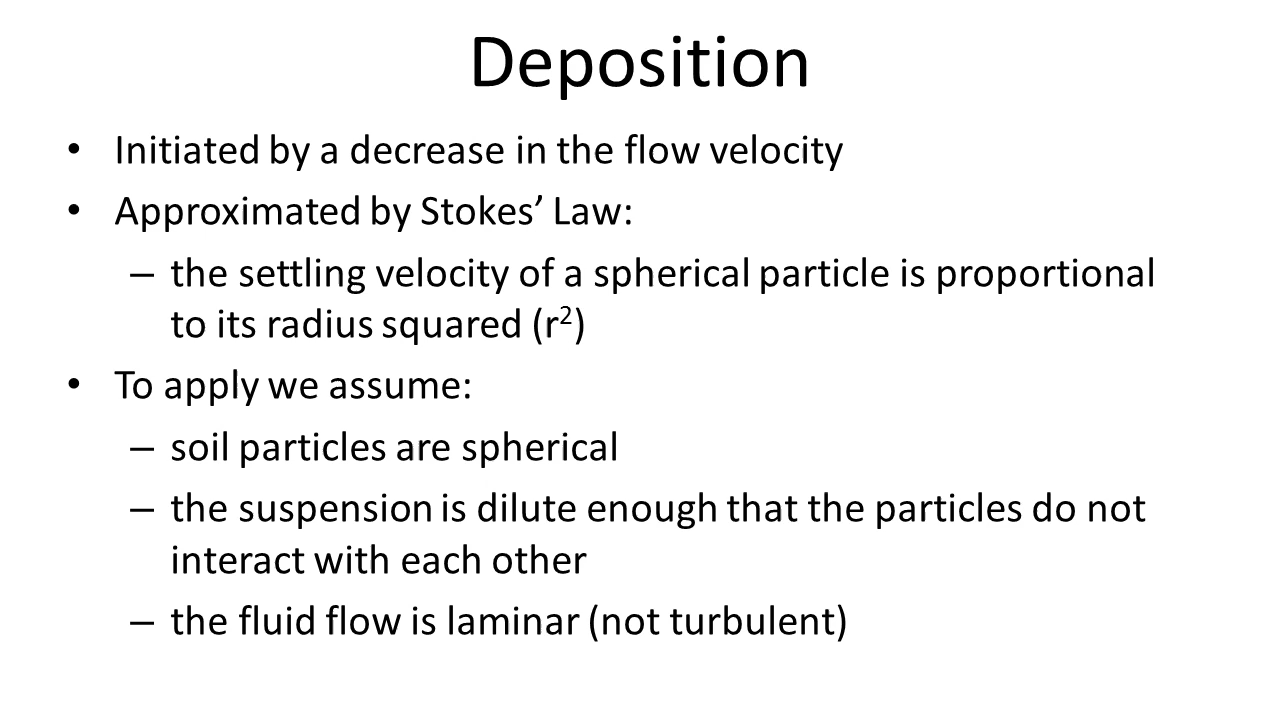 Deposition
• Initiated by a decrease in the flow velocity
• Approximated by Stokes’ Law:
– the settling velocity of a spherical particle is proportional
to its radius squared (r²)
• To apply we assume:
– soil particles are spherical
– the suspension is dilute enough that the particles do not
interact with each other
– the fluid flow is laminar (not turbulent)